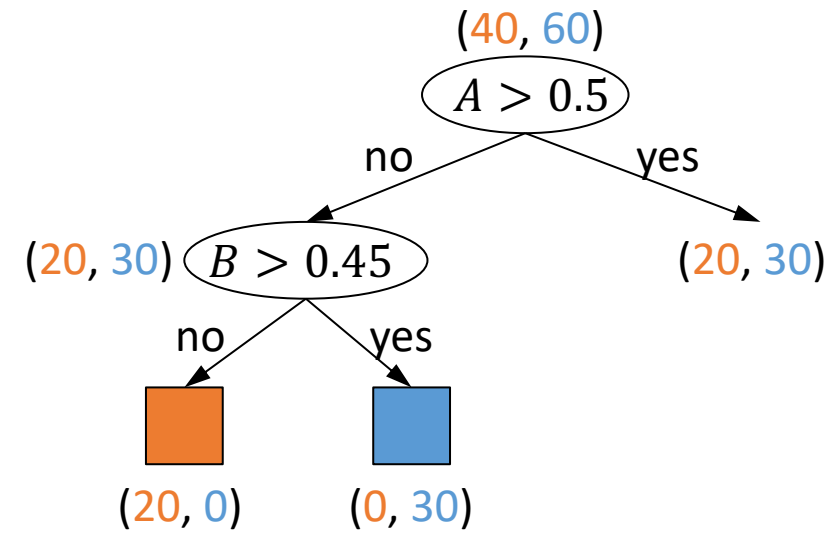 (40, 60)
A > 0.5
no
yes
(20, 30)
B > 0.45
(20, 30)
no
yes
(20, 0)
(0, 30)